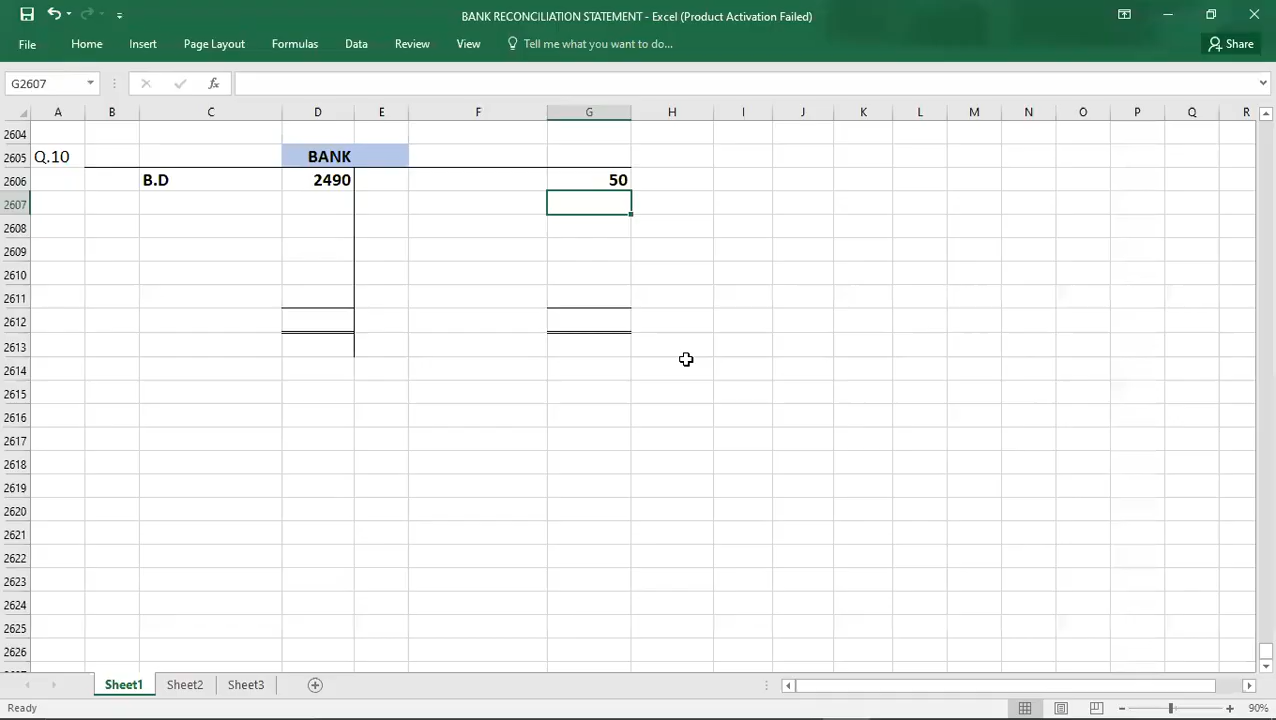 BANK RECONCILIATION STATEMENT - Excel (Product Activation Failed)
File Home Insert Page Layout Formulas Data Review View Tell me what you want to do... Share
G2607 fx
A B C D E F G H I J K L M N O P Q R
2604
2605 Q.10 BANK
2606 B.D 2490 50
2607
2608
2609
2610
2611
2612
2613
2614
2615
2616
2617
2618
2619
2620
2621
2622
2623
2624
2625
2626
Sheet1 Sheet2 Sheet3
Ready 90%